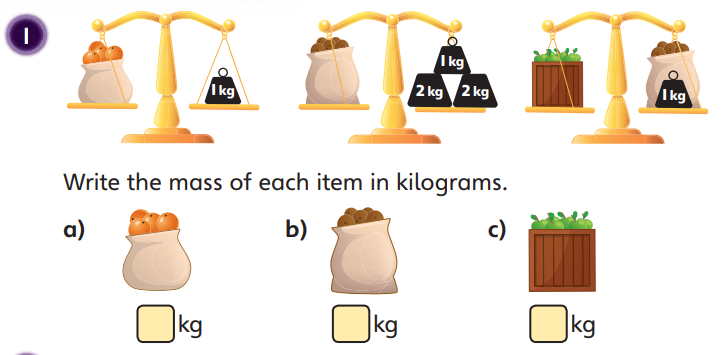 1
1 kg
1 kg
2 kg 2 kg
1 kg
Write the mass of each item in kilograms.
a) b) c)
kg kg kg